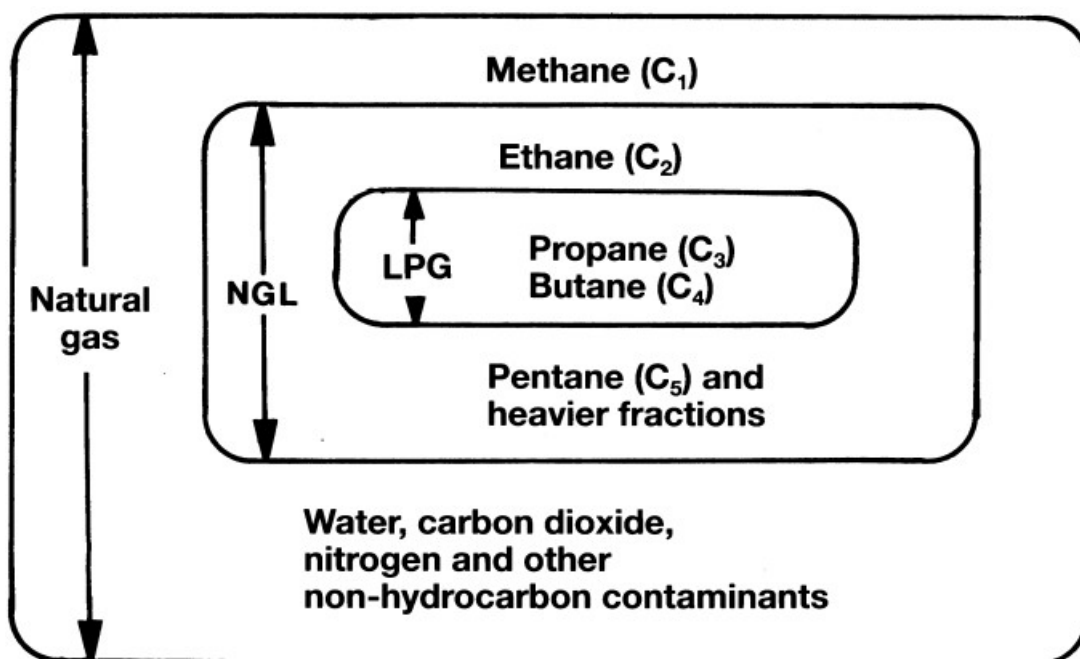 Methane (C₁)
Ethane (C₂)
Propane (C₃)
Butane (C₄)
LPG
NGL
Natural
gas
Pentane (C₅) and
heavier fractions
Water, carbon dioxide,
nitrogen and other
non-hydrocarbon contaminants